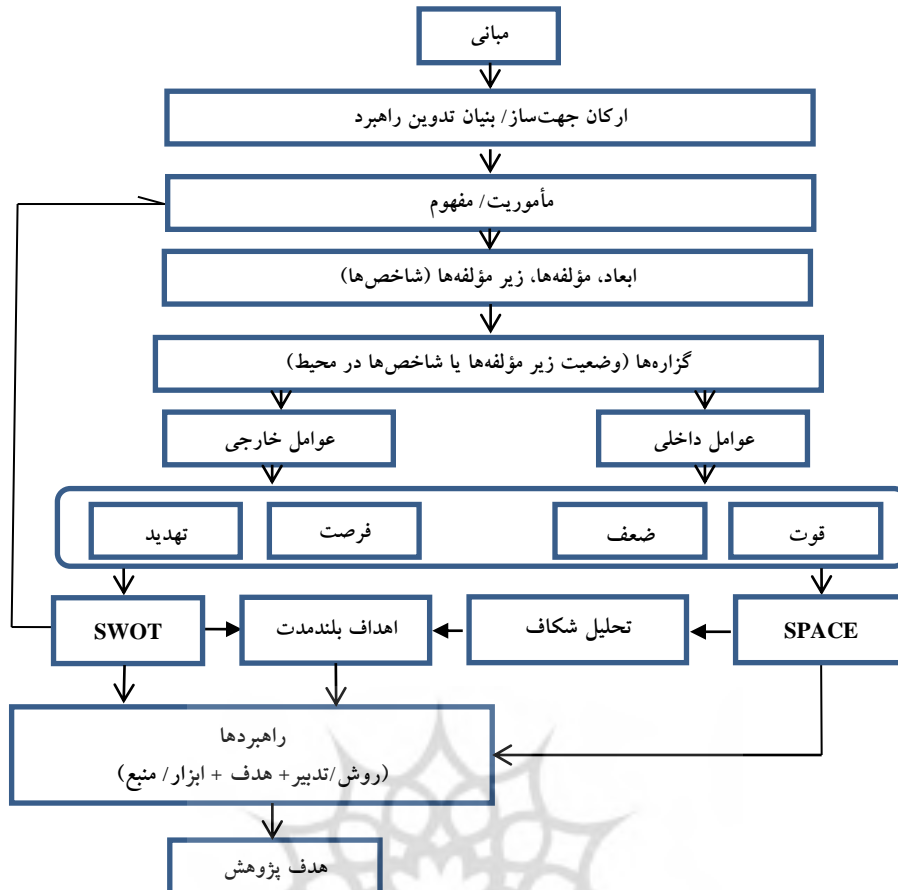 مبانی
ارکان جهت‌ساز/ بنیان تدوین راهبرد
مأموریت/ مفهوم
ابعاد، مؤلفه‌ها، زیر مؤلفه‌ها (شاخص‌ها)
گزاره‌ها (وضعیت زیر مؤلفه‌ها یا شاخص‌ها در محیط)
عوامل داخلی
عوامل خارجی
قوت
ضعف
فرصت
تهدید
SPACE
تحلیل شکاف
اهداف بلندمدت
SWOT
راهبردها
(روش/تدبیر+ هدف + ابزار/ منبع)
هدف پژوهش